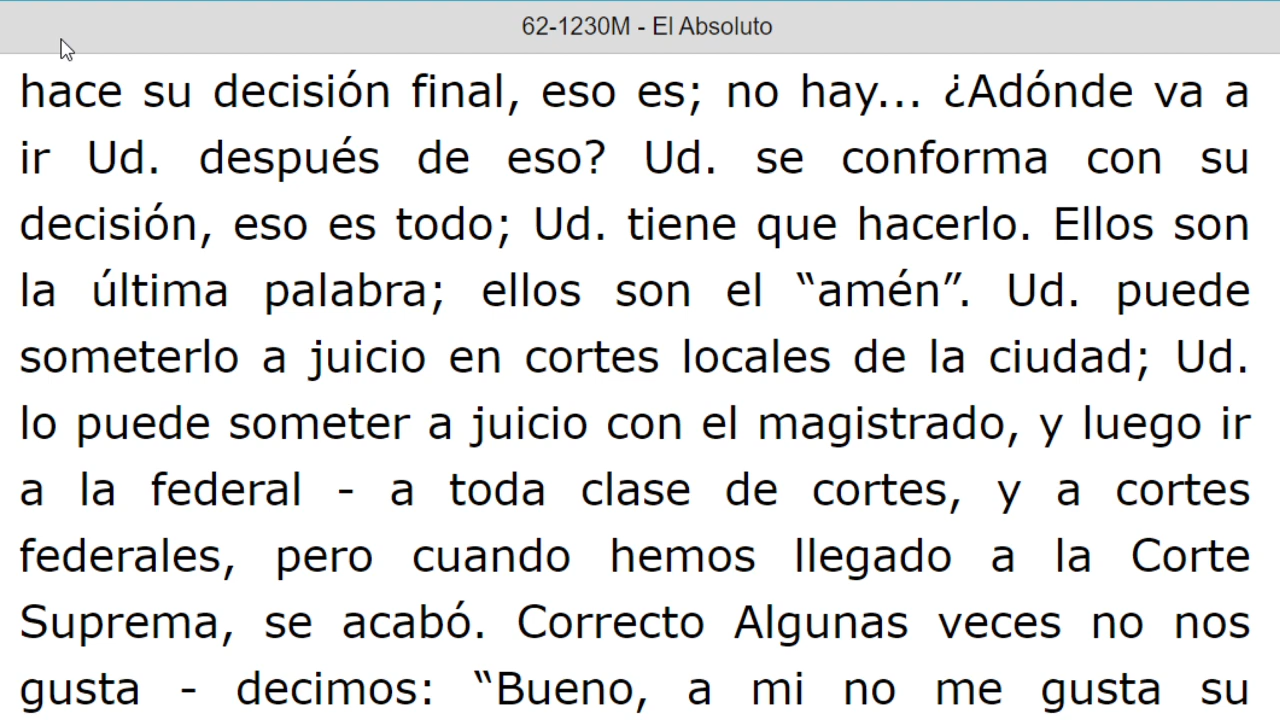 62-1230M - El Absoluto
hace su decisión final, eso es; no hay... ¿Adónde va a
ir Ud. después de eso? Ud. se conforma con su
decisión, eso es todo; Ud. tiene que hacerlo. Ellos son
la última palabra; ellos son el “amén”. Ud. puede
someterlo a juicio en cortes locales de la ciudad; Ud.
lo puede someter a juicio con el magistrado, y luego ir
a la federal - a toda clase de cortes, y a cortes
federales, pero cuando hemos llegado a la Corte
Suprema, se acabó. Correcto Algunas veces no nos
gusta - decimos: “Bueno, a mi no me gusta su